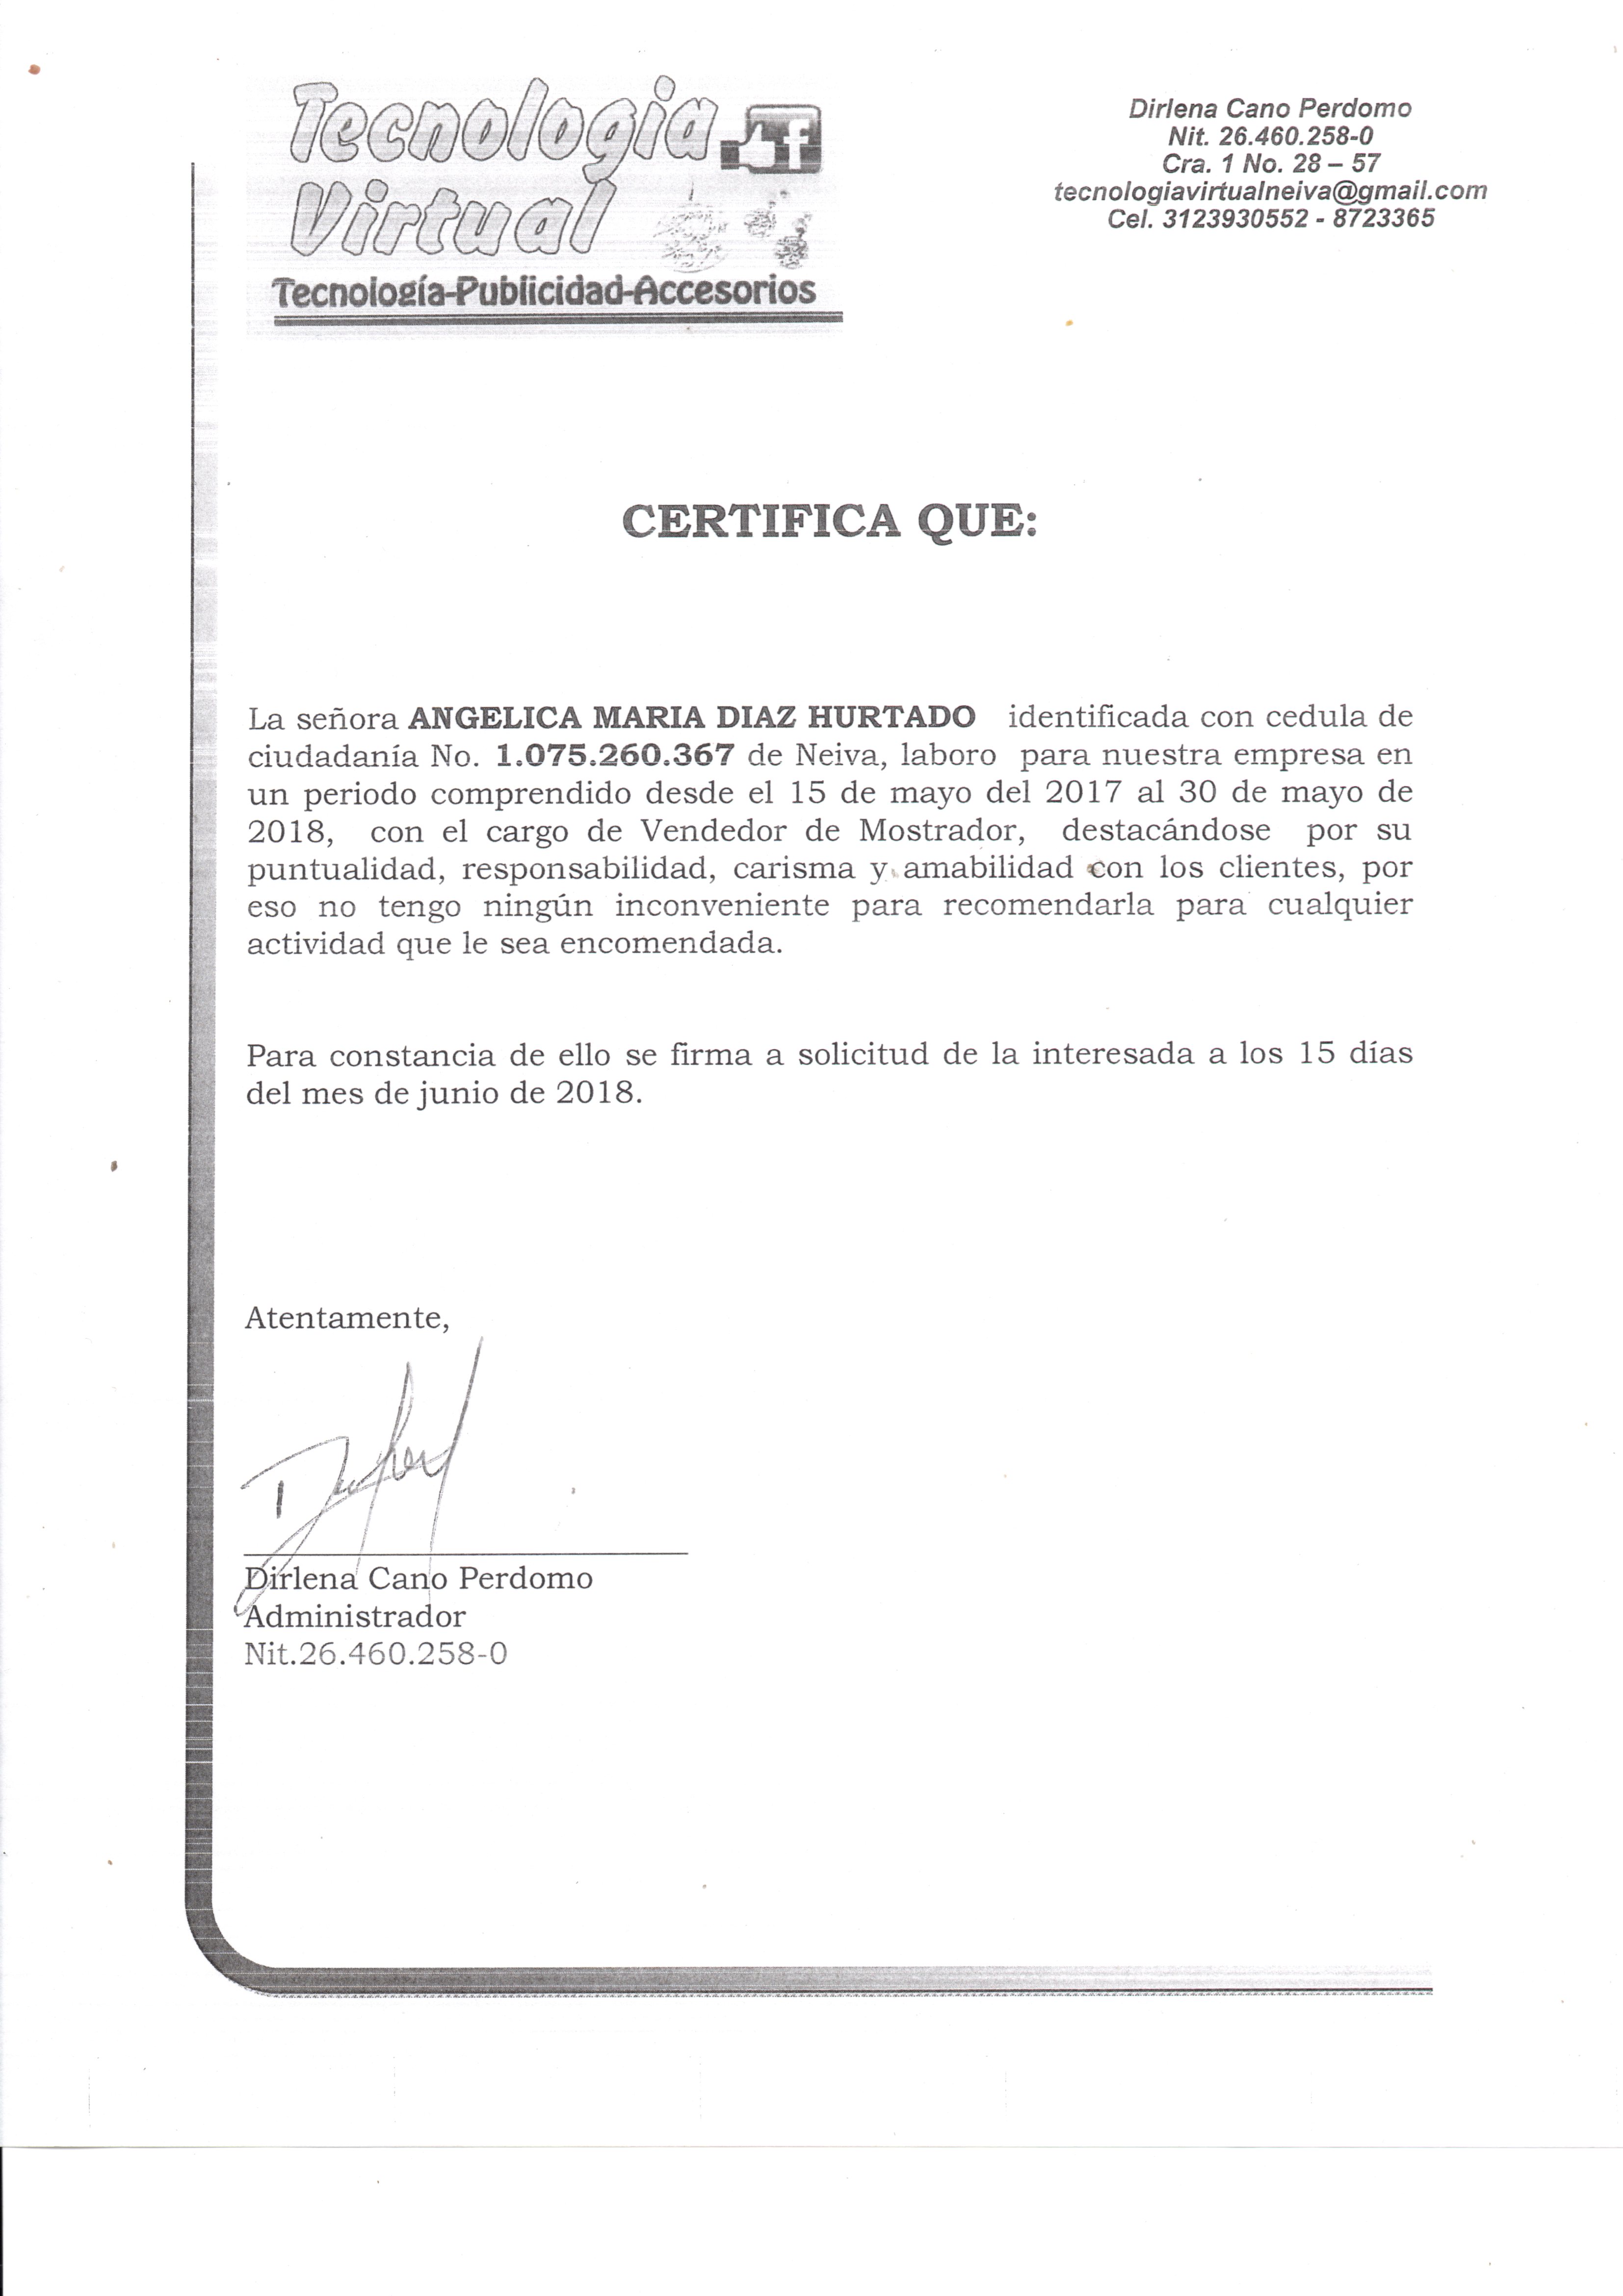 Tecnologia
Virtual
Tecnología-Publicidad-Accesorios
Dirlena Cano Perdomo
Nit. 26.460.258-0
Cra. 1 No. 28 – 57
tecnologiavirtualneiva@gmail.com
Cel. 3123930552 - 8723365
CERTIFICA QUE:
La señora ANGELICA MARIA DIAZ HURTADO identificada con cedula de
ciudadanía No. 1.075.260.367 de Neiva, laboro para nuestra empresa en
un periodo comprendido desde el 15 de mayo del 2017 al 30 de mayo de
2018, con el cargo de Vendedor de Mostrador, destacándose por su
puntualidad, responsabilidad, carisma y amabilidad con los clientes, por
eso no tengo ningún inconveniente para recomendarla para cualquier
actividad que le sea encomendada.
Para constancia de ello se firma a solicitud de la interesada a los 15 días
del mes de junio de 2018.
Atentamente,
Dirlena Cano Perdomo
Administrador
Nit.26.460.258-0